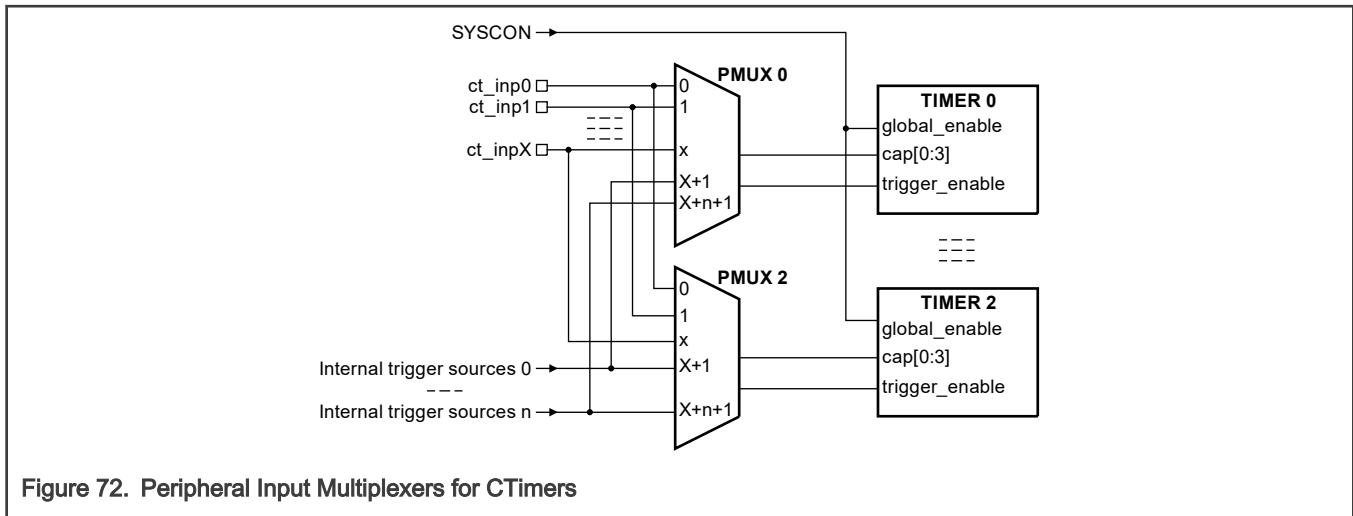 SYSCON
ct_inp0
ct_inp1
ct_inpX
PMUX 0
0
1
x
X+1
X+n+1
TIMER 0
global_enable
cap[0:3]
trigger_enable
PMUX 2
0
1
x
X+1
X+n+1
TIMER 2
global_enable
cap[0:3]
trigger_enable
Internal trigger sources 0
Internal trigger sources n
Figure 72. Peripheral Input Multiplexers for CTimers